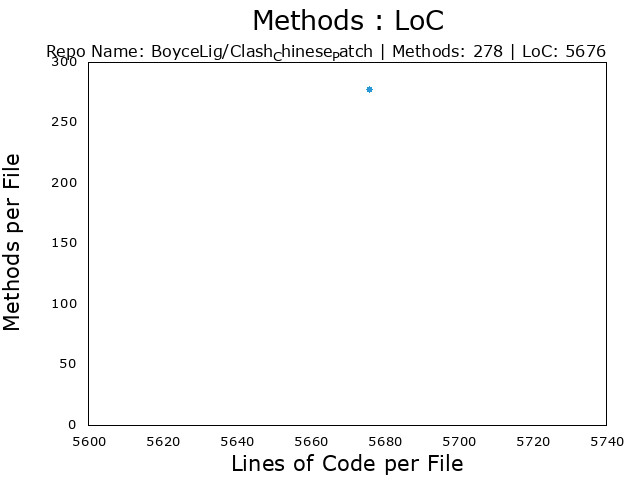 Methods : LoC
Repo Name: BoyceLig/Clash_Chinese_Patch | Methods: 278 | LoC: 5676
300
250
200
150
100
50
0
Methods per File
5600 5620 5640 5660 5680 5700 5720 5740
Lines of Code per File